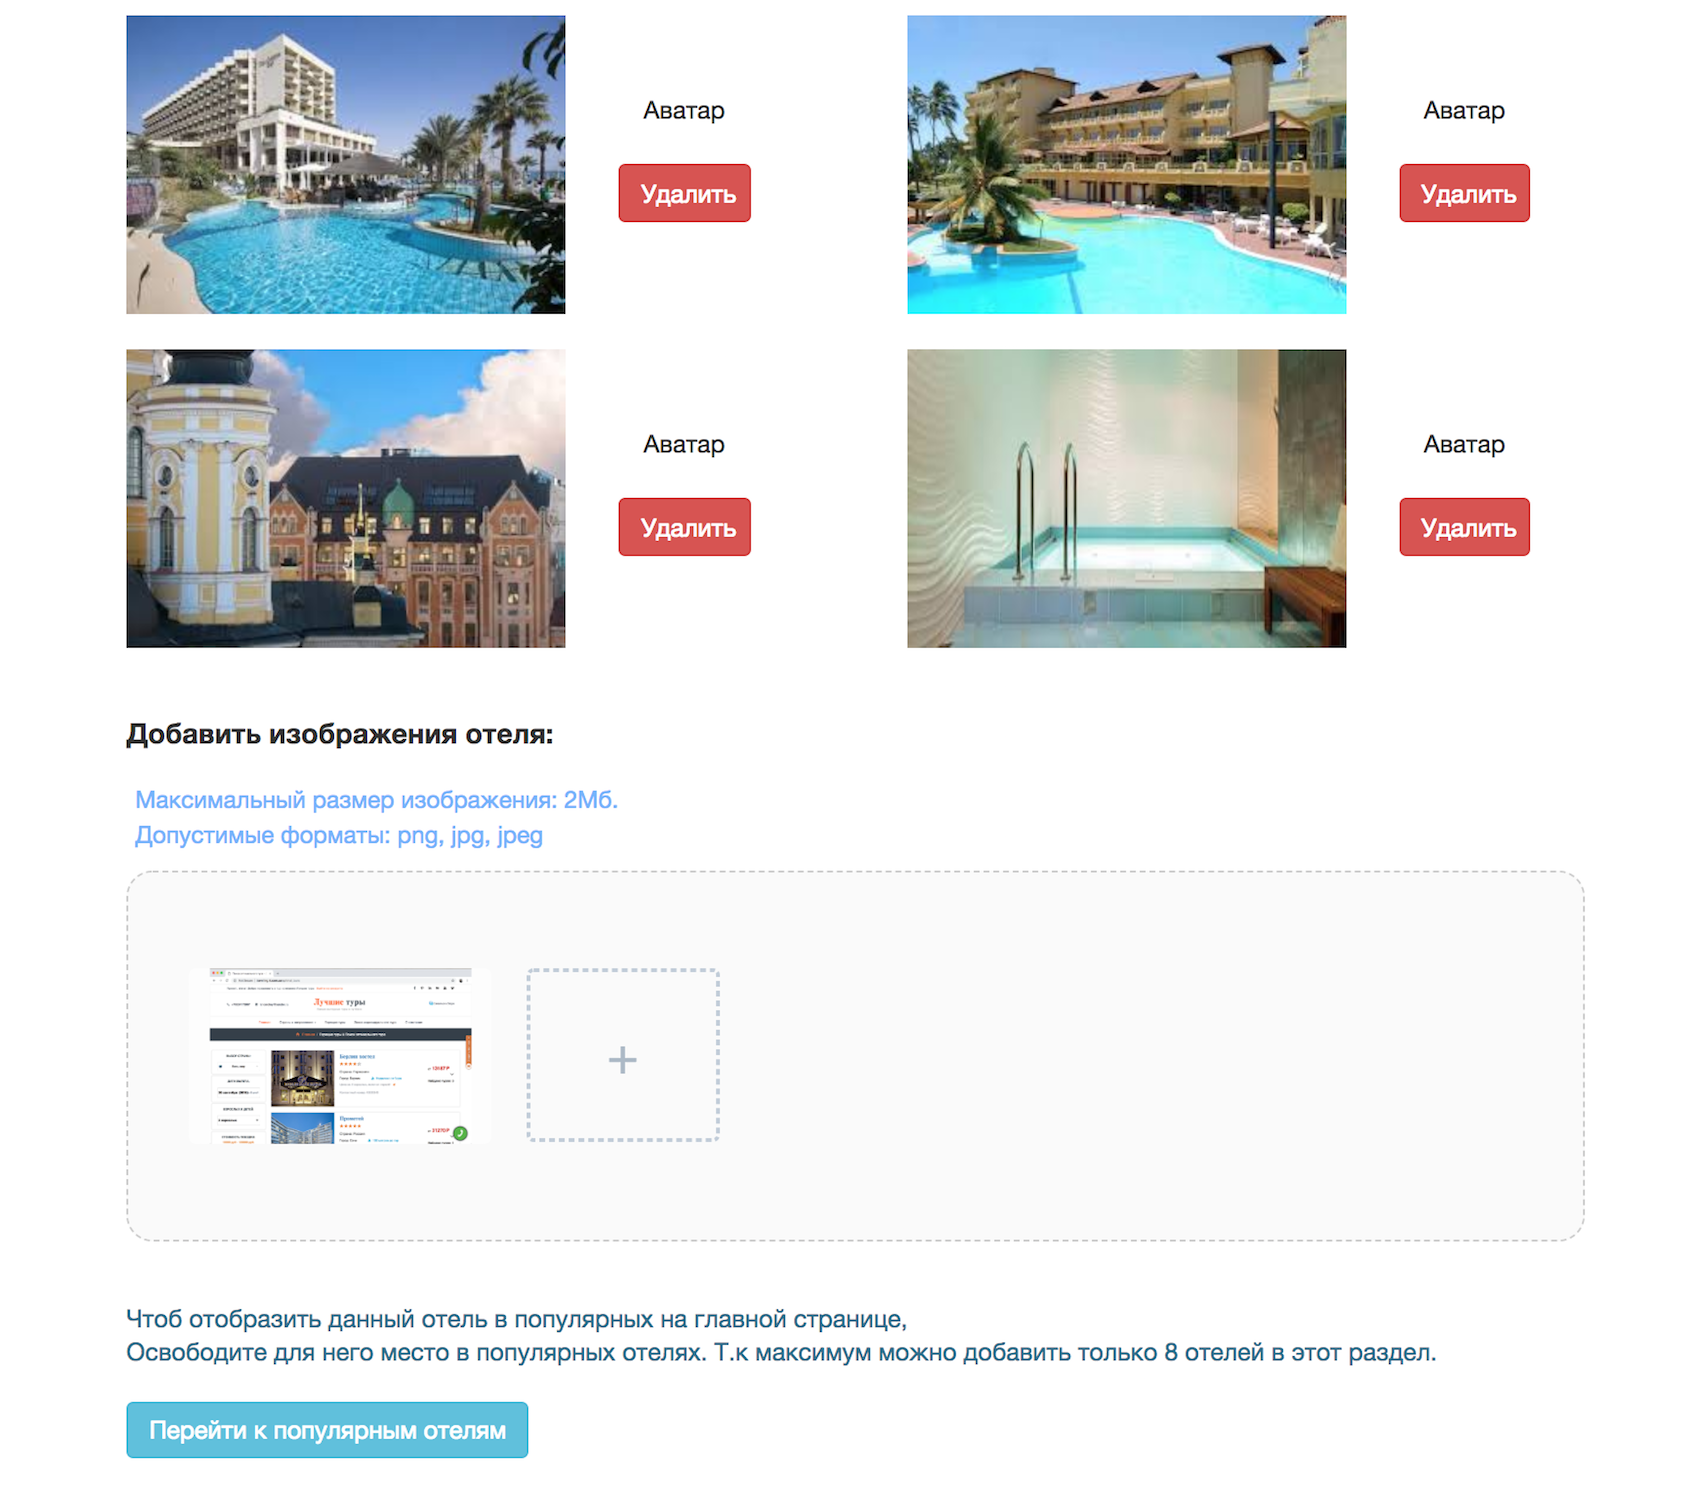 Аватар
Удалить
Аватар
Удалить
Аватар
Удалить
Аватар
Удалить
Добавить изображения отеля:
Максимальный размер изображения: 2Мб.
Допустимые форматы: png, jpg, jpeg
Лучшие туры
Берлин
Прометей
+
Чтоб отобразить данный отель в популярных на главной странице,
Освободите для него место в популярных отелях. Т.к максимум можно добавить только 8 отелей в этот раздел.
Перейти к популярным отелям